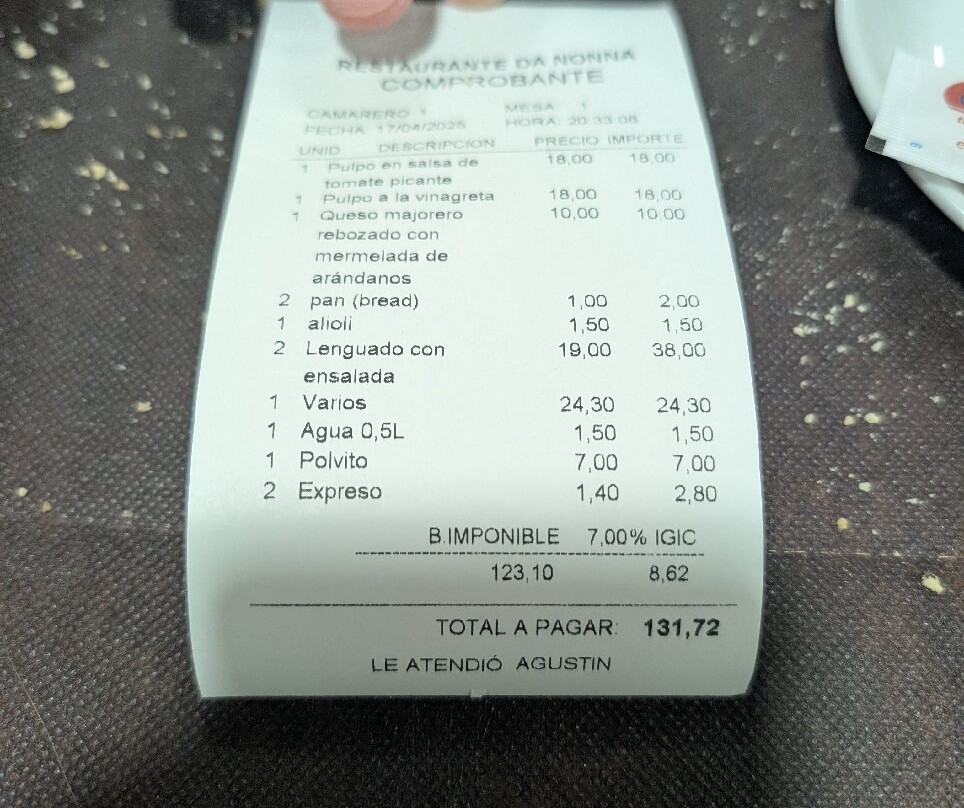 RESTAURANTE DA NONNA
COMPROBANTE
CAMARERO 1 MESA: 1
FECHA: 17/04/2025 HORA: 20:33:08
UNID. DESCRIPCION PRECIO IMPORTE
1 Pulpo en salsa de 18,00 18,00
tomate picante
1 Pulpo a la vinagreta 18,00 18,00
1 Queso majorero 10,00 10,00
rebozado con
mermelada de
arándanos
2 pan (bread) 1,00 2,00
1 alioli 1,50 1,50
2 Lenguado con 19,00 38,00
ensalada
1 Varios 24,30 24,30
1 Agua 0,5L 1,50 1,50
1 Polvito 7,00 7,00
2 Expreso 1,40 2,80
B.IMPONIBLE 7,00% IGIC
123,10 8,62
TOTAL A PAGAR: 131,72
LE ATENDIÓ AGUSTIN